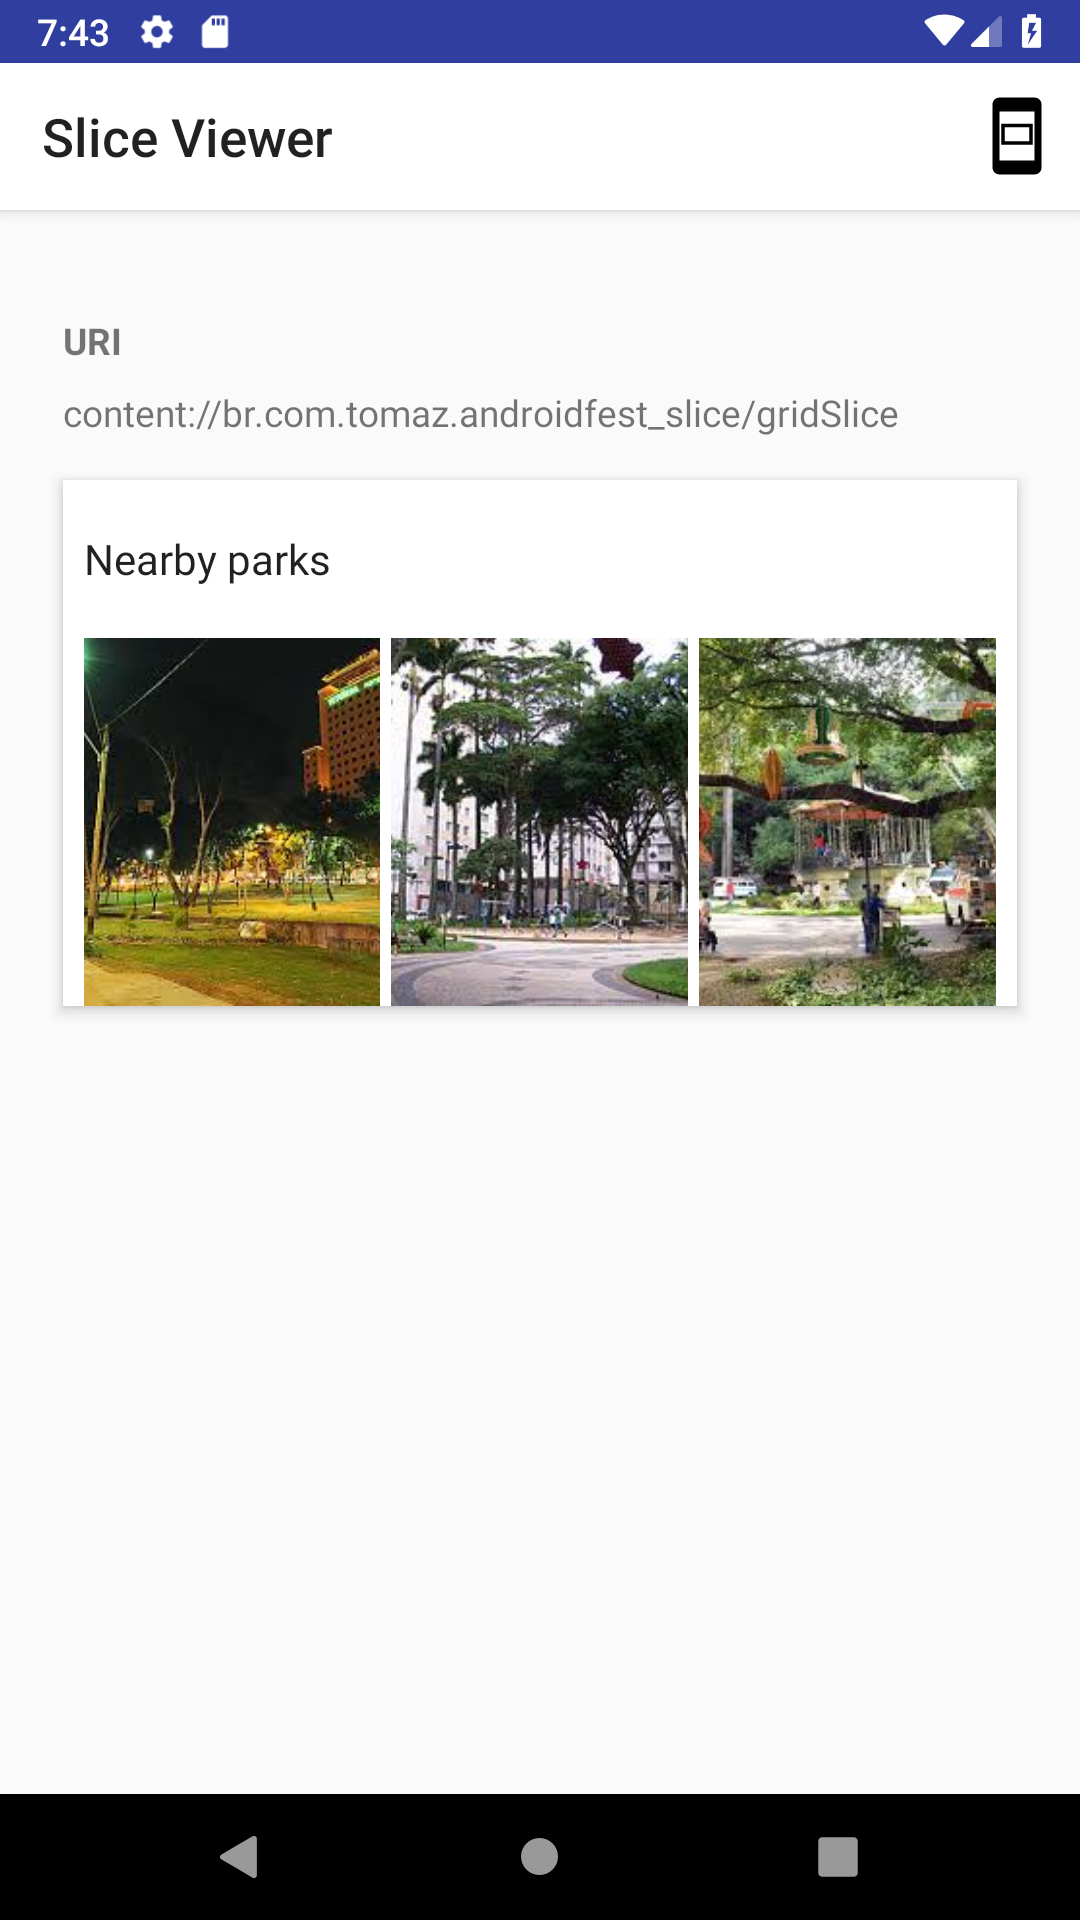 7:43
Slice Viewer
URI
content://br.com.tomaz.androidfest_slice/gridSlice
Nearby parks